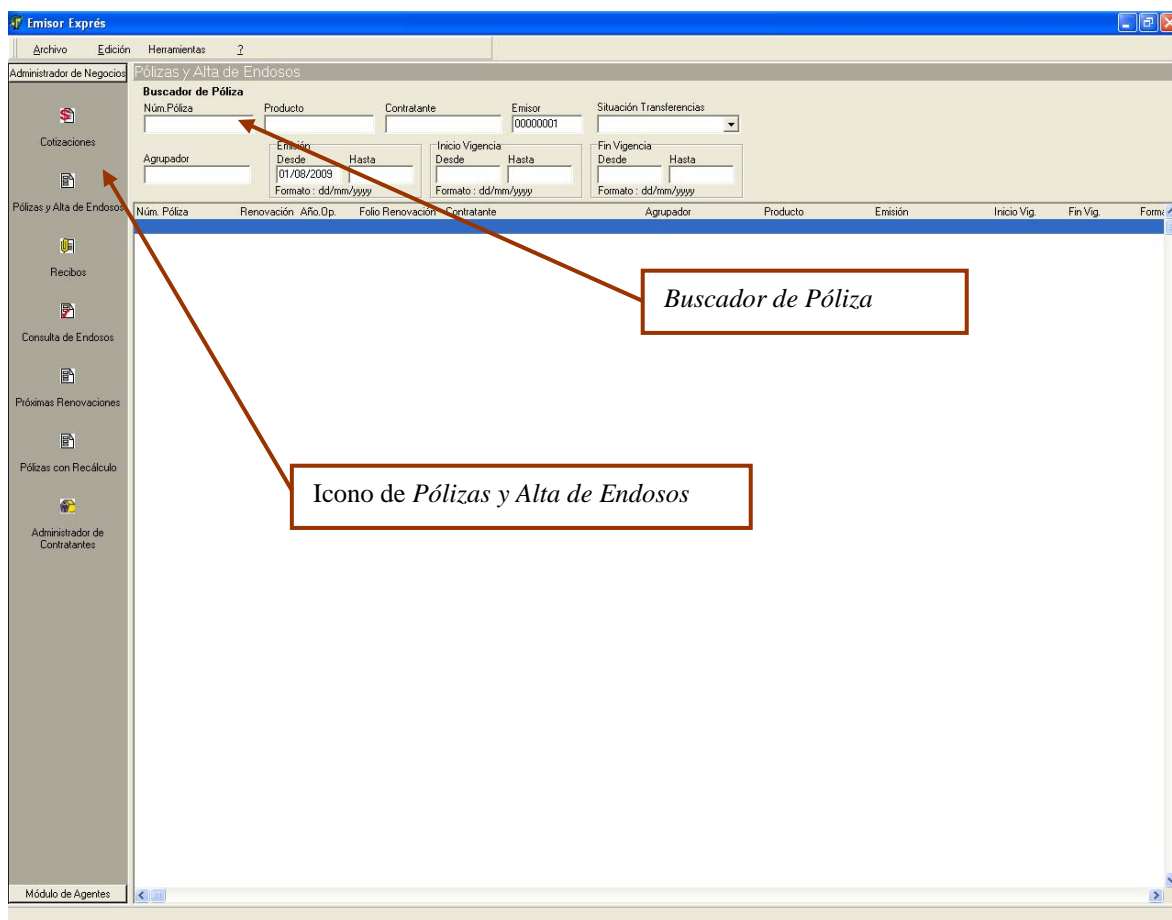 Emisor Exprés
Archivo Edición Herramientas ?
Administrador de Negocios Pólizas y Alta de Endosos
Buscador de Póliza
Núm.Póliza Producto Contratante Emisor Situación Transferencias
00000001
Agrupador Emisión Inicio Vigencia Fin Vigencia
Desde Hasta Desde Hasta Desde Hasta
01/08/2009
Formato : dd/mm/yyyy Formato : dd/mm/yyyy Formato : dd/mm/yyyy
Núm. Póliza Renovación Año.Op. Folio Renovación Contratante Agrupador Producto Emisión Inicio Vig. Fin Vig. Forma
Cotizaciones
Pólizas y Alta de Endosos
Recibos
Consulta de Endosos
Próximas Renovaciones
Pólizas con Recálculo
Administrador de
Contratantes
Buscador de Póliza
Icono de Pólizas y Alta de Endosos
Módulo de Agentes